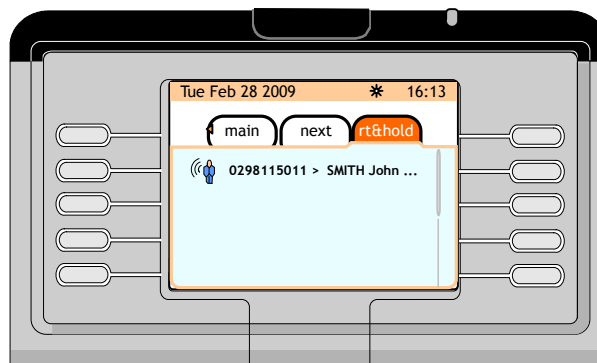 Tue Feb 28 2009 16:13
main next rt&hold
0298115011 > SMITH John ...